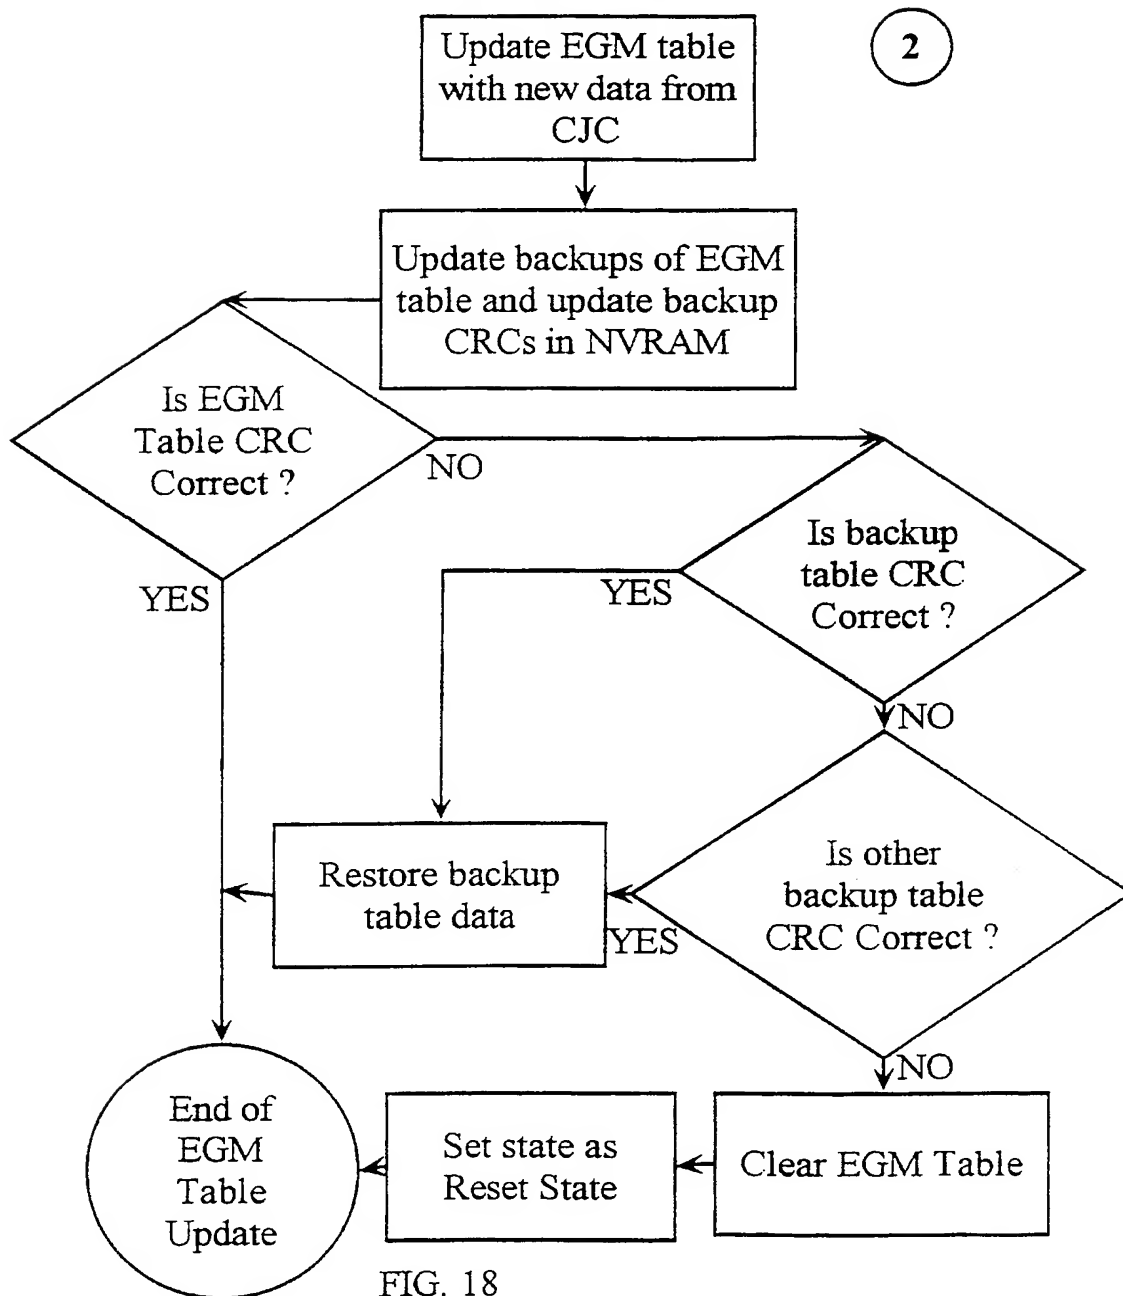 Update EGM table
with new data from
CJC
2
Update backups of EGM
table and update backup
CRCs in NVRAM
Is EGM
Table CRC
Correct ?
NO
YES
Is backup
table CRC
Correct ?
YES
NO
Restore backup
table data
Is other
backup table
CRC Correct ?
YES
NO
End of
EGM
Table
Update
Set state as
Reset State
Clear EGM Table
FIG. 18